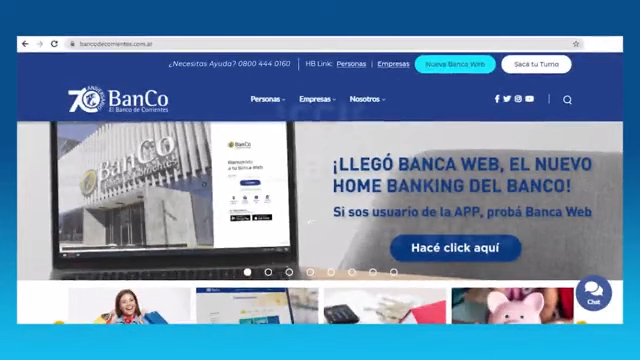 bancodecorrientes.com.ar
¿Necesitas Ayuda? 0800 444 0160
HB Link: Personas | Empresas
Nueva Banca Web
Sacá tu Turno
70 ANIVERSARIO
BanCo
El Banco de Corrientes
Personas
Empresas
Nosotros
BanCo
Bienvenido
a tu Banca Web
¡LLEGÓ BANCA WEB, EL NUEVO
HOME BANKING DEL BANCO!
Si sos usuario de la APP, probá Banca Web
Hacé click aquí
Chat